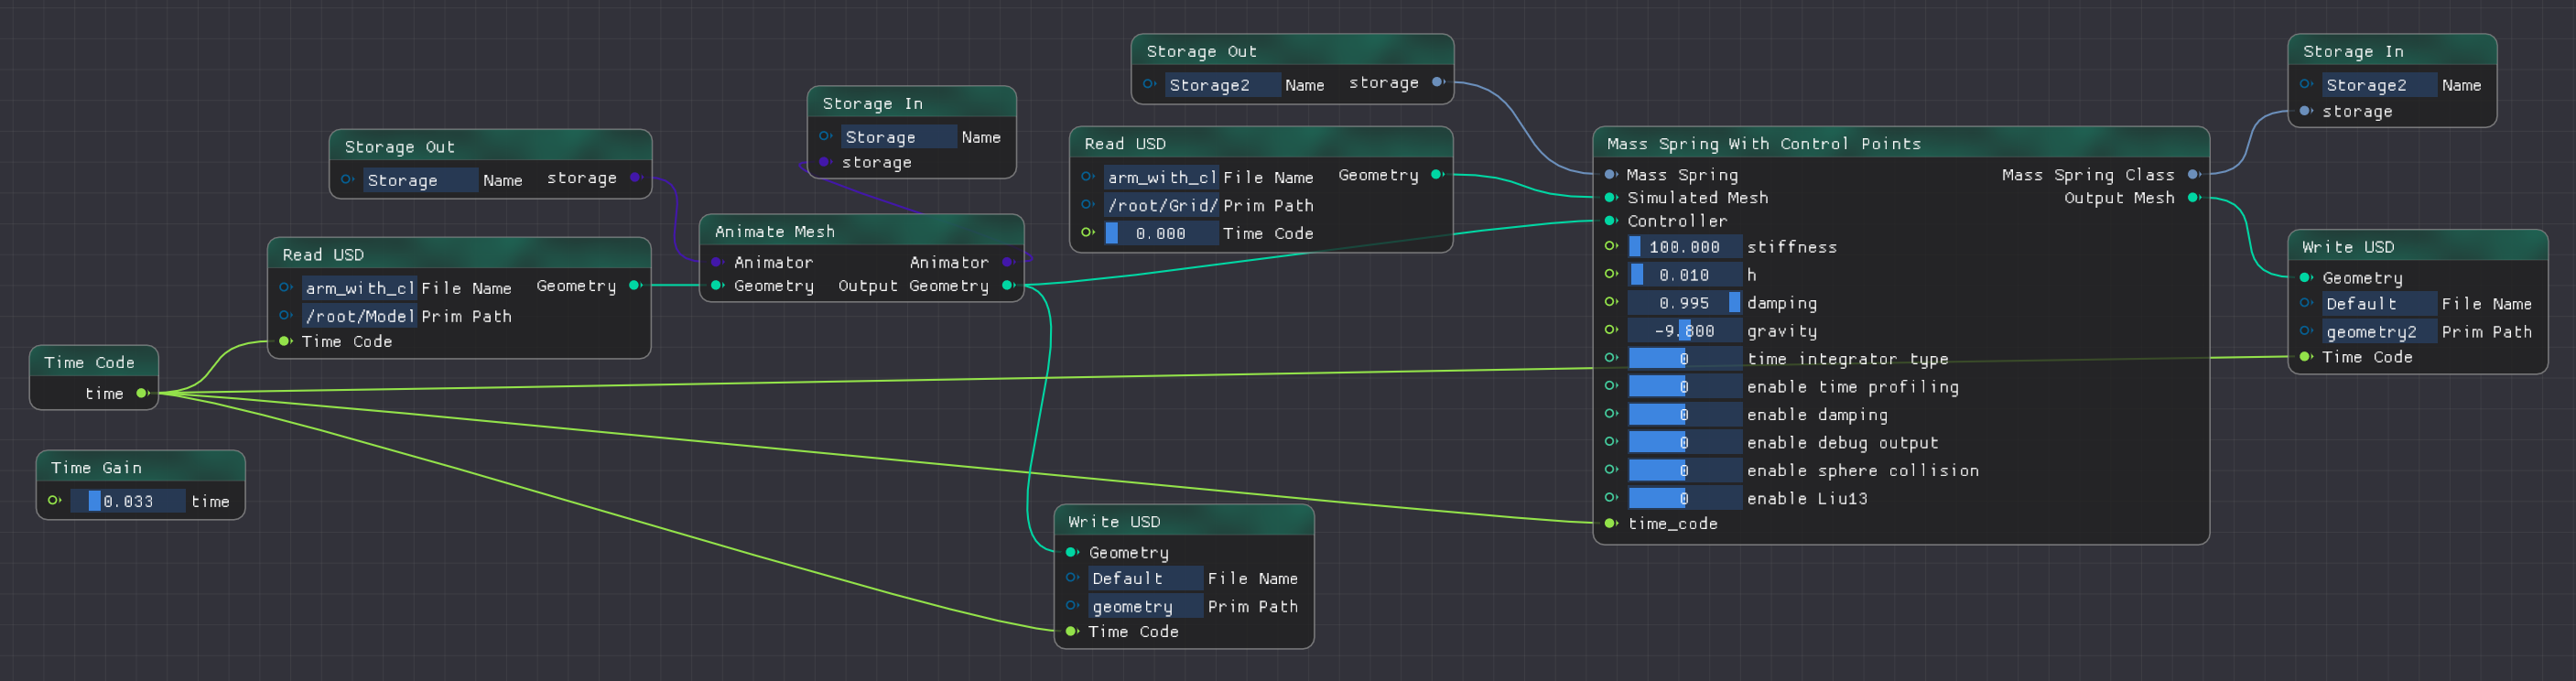 Storage Out
Storage Name storage
Read USD
arm_with_cl File Name Geometry
/root/Model Prim Path
Time Code
Time Code
time
Time Gain
0.033 time
Storage In
Storage Name
storage
Animate Mesh
Animator Animator
Geometry Output Geometry
Storage Out
Storage2 Name storage
Read USD
arm_with_cl File Name Geometry
/root/Grid/ Prim Path
0.000 Time Code
Write USD
Geometry
Default File Name
geometry Prim Path
Time Code
Mass Spring With Control Points
Mass Spring Mass Spring Class
Simulated Mesh Output Mesh
Controller
100.000 stiffness
0.010 h
0.995 damping
-9.800 gravity
0 time integrator type
0 enable time profiling
0 enable damping
0 enable debug output
0 enable sphere collision
0 enable Liu13
time_code
Storage In
Storage2 Name
storage
Write USD
Geometry
Default File Name
geometry2 Prim Path
Time Code